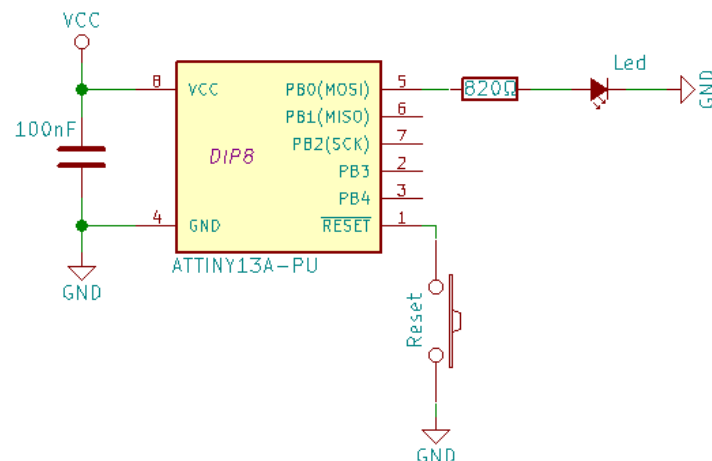 VCC
8
VCC
PB0(MOSI)
5
820Ω
Led
GND
PB1(MISO)
6
100nF
DIP8
PB2(SCK)
7
PB3
2
PB4
3
4
GND
RESET
1
ATTINY13A-PU
GND
Reset
GND